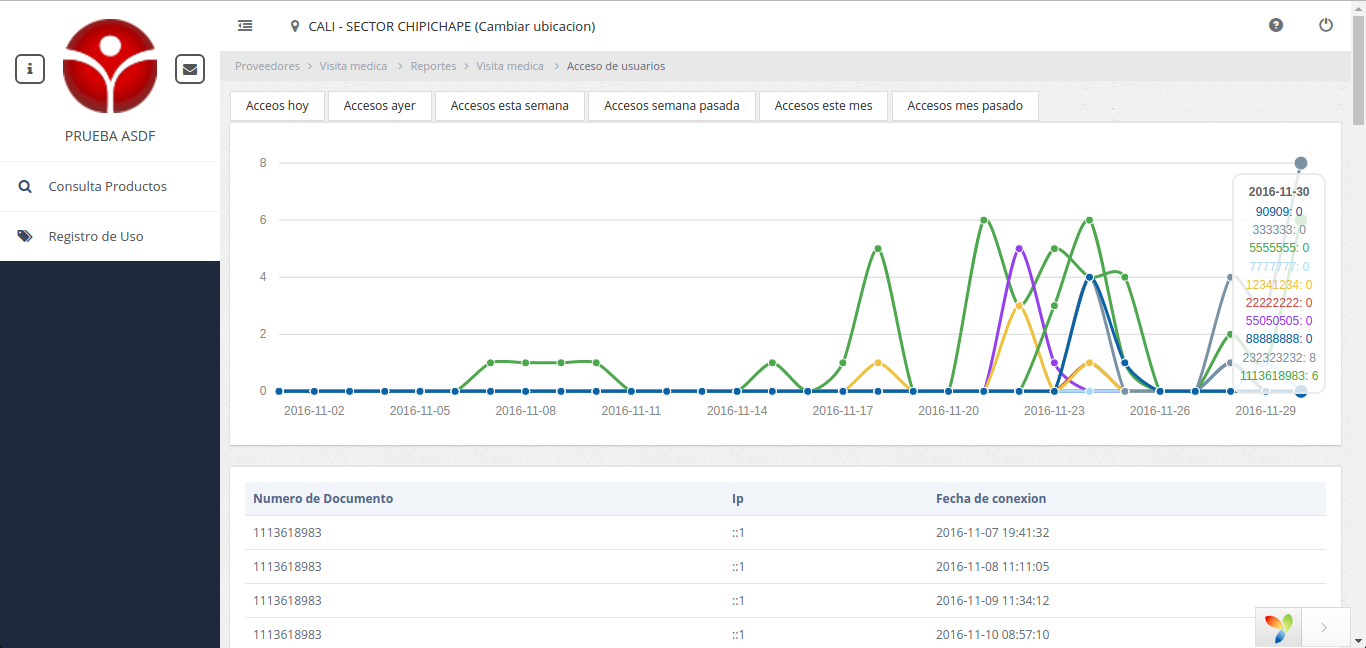 CALI - SECTOR CHIPICHAPE (Cambiar ubicacion)
PRUEBA ASDF
Consulta Productos
Registro de Uso
Proveedores > Visita medica > Reportes > Visita medica > Acceso de usuarios
Acceos hoy
Accesos ayer
Accesos esta semana
Accesos semana pasada
Accesos este mes
Accesos mes pasado
8
6
4
2
0
2016-11-02
2016-11-05
2016-11-08
2016-11-11
2016-11-14
2016-11-17
2016-11-20
2016-11-23
2016-11-26
2016-11-29
2016-11-30
90909: 0
333333: 0
5555555: 0
7777777: 0
12341234: 0
22222222: 0
55050505: 0
88888888: 0
232323232: 8
1113618983: 6
Numero de Documento Ip Fecha de conexion
1113618983 ::1 2016-11-07 19:41:32
1113618983 ::1 2016-11-08 11:11:05
1113618983 ::1 2016-11-09 11:34:12
1113618983 ::1 2016-11-10 08:57:10